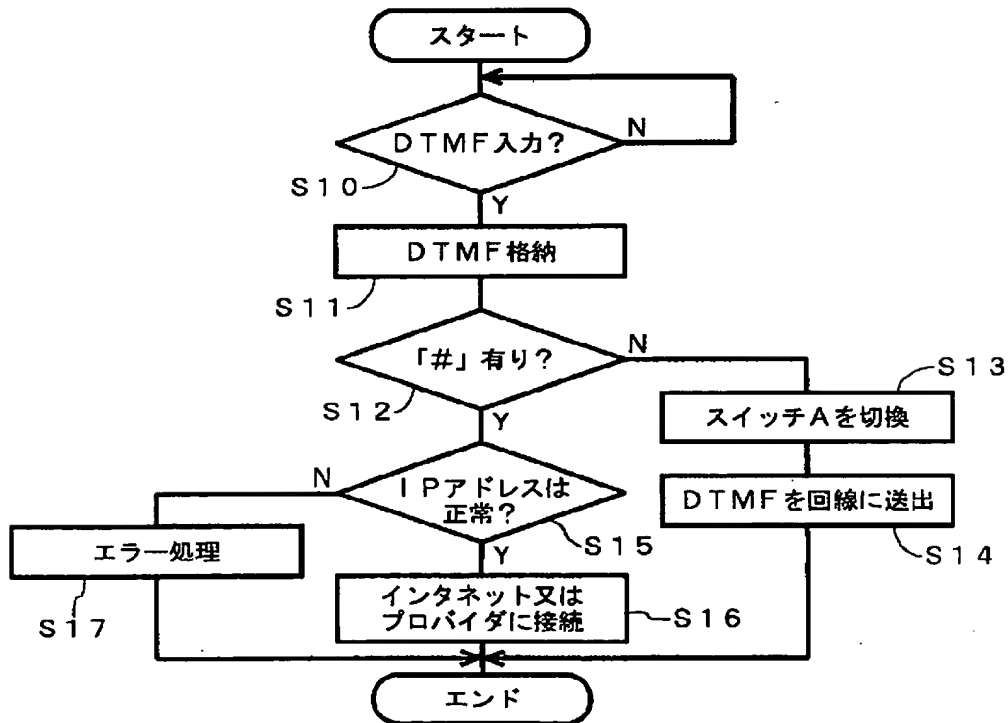 スタート
DTMF入力?
N
S10
Y
DTMF格納
S11
「#」有り?
N
S12
Y
S13
スイッチAを切換
N
IPアドレスは
正常?
DTMFを回線に送出
S15
S14
Y
エラー処理
インタネット又は
プロバイダに接続
S16
S17
エンド